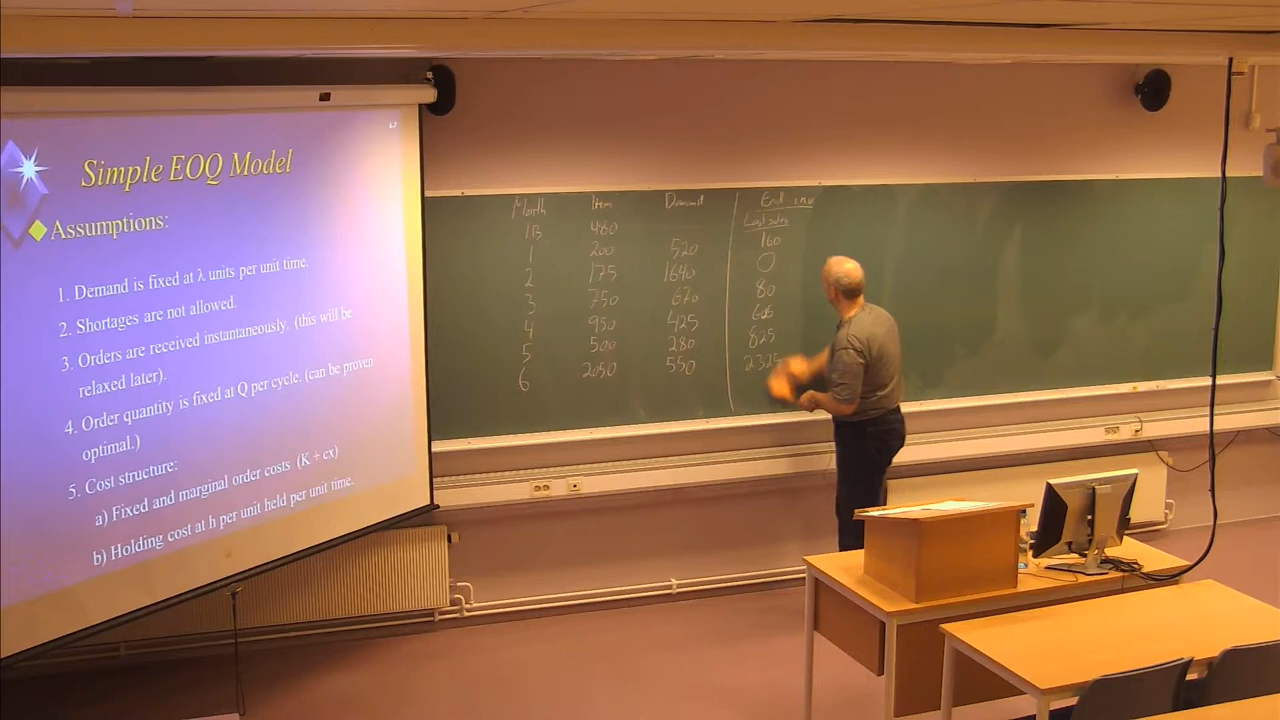 63
Simple EOQ Model
Assumptions:
1. Demand is fixed at λ units per unit time.
2. Shortages are not allowed.
3. Orders are received instantaneously. (this will be
relaxed later).
4. Order quantity is fixed at Q per cycle. (can be proven
optimal.)
5. Cost structure:
a) Fixed and marginal order costs (K + cx)
b) Holding cost at h per unit held per unit time.
Month Item Demand End inv
Lost sales
480
1 200 520 160
2 175 1640 0
3 750 670 80
4 950 425 605
5 500 280 825
6 2050 550 2325